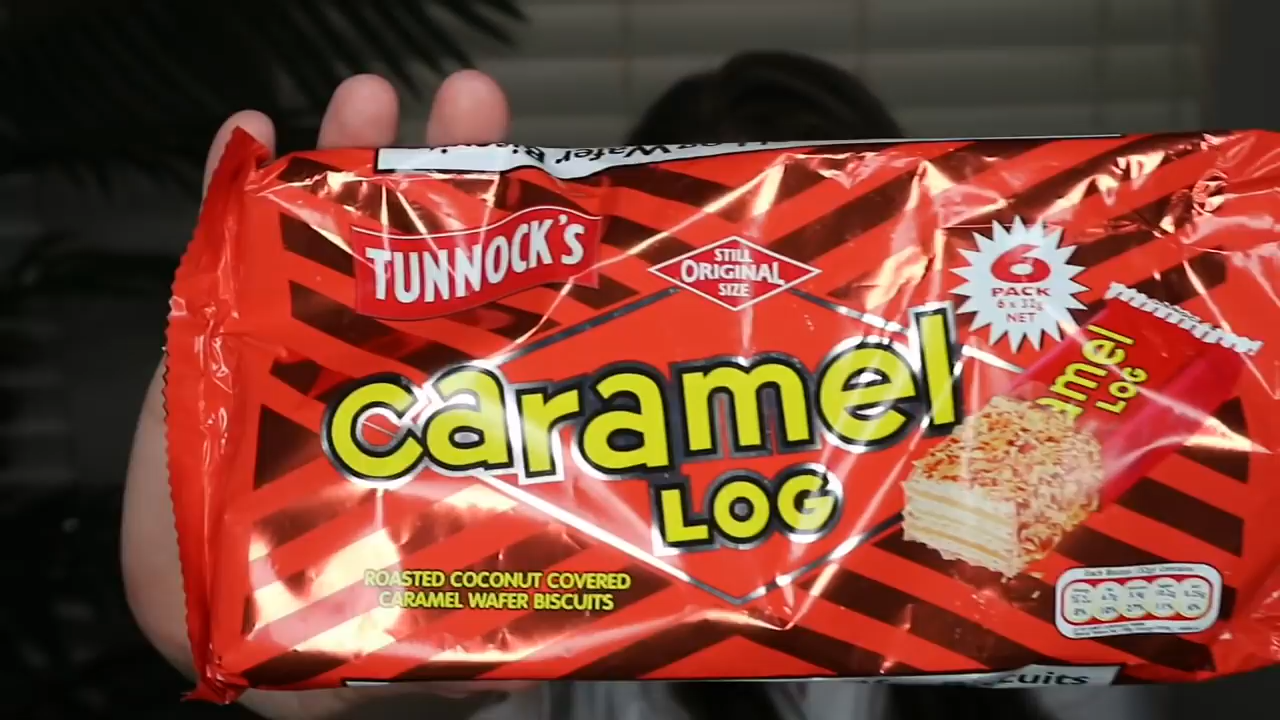 Wafer
TUNNOCK'S
STILL
ORIGINAL
SIZE
6
PACK
6 x 32g
NET
caramel
LOG
amel
LOG
ROASTED COCONUT COVERED
CARAMEL WAFER BISCUITS